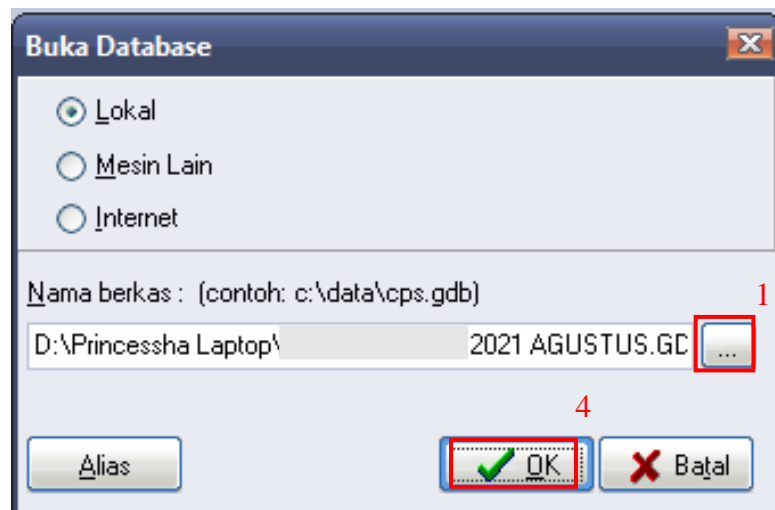 Buka Database
Lokal
Mesin Lain
Internet
Nama berkas : (contoh: c:\data\cps.gdb)
1
D:\Princessha Laptop\ 2021 AGUSTUS.GD
...
4
Alias
OK
Batal